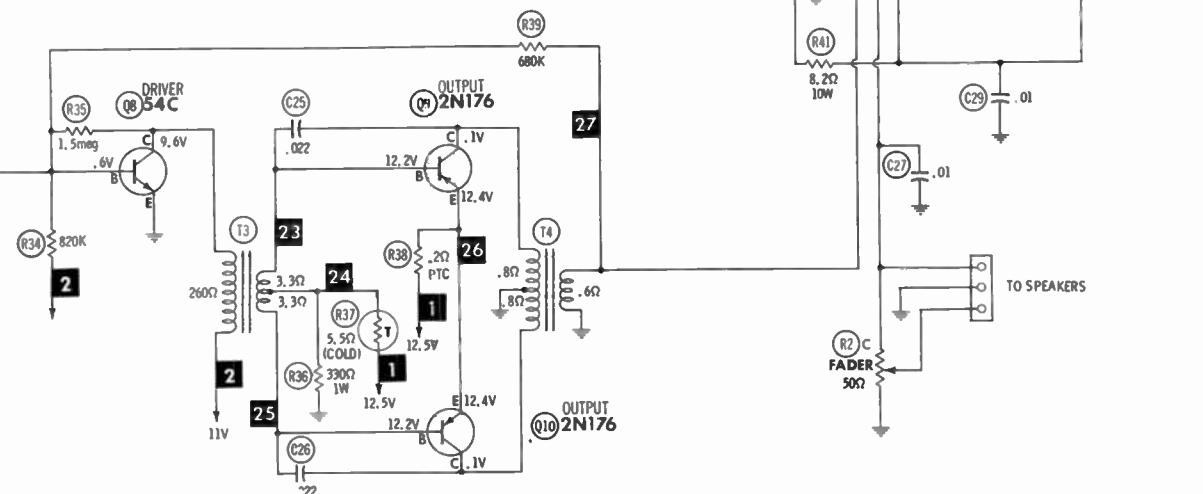 R39
680K
R41
8.2Ω
10W
C29
.01
DRIVER
Q8 54C
R35
1.5meg
C 9.6V
.6V
B
E
C25
.022
OUTPUT
Q9 2N176
C .1V
12.2V
B
E 12.4V
27
C27
.01
R34 820K
2
T3
23
3.3Ω
3.3Ω
260Ω
24
R37
5.5Ω
(COLD)
T
R38
.2Ω
PTC
26
T4
.8Ω
.8Ω
.6Ω
1
12.5V
TO SPEAKERS
R2 C
FADER
50Ω
2
11V
R36 330Ω
1W
1
12.5V
25
E 12.4V
12.2V
B
OUTPUT
Q10 2N176
C26
C .1V